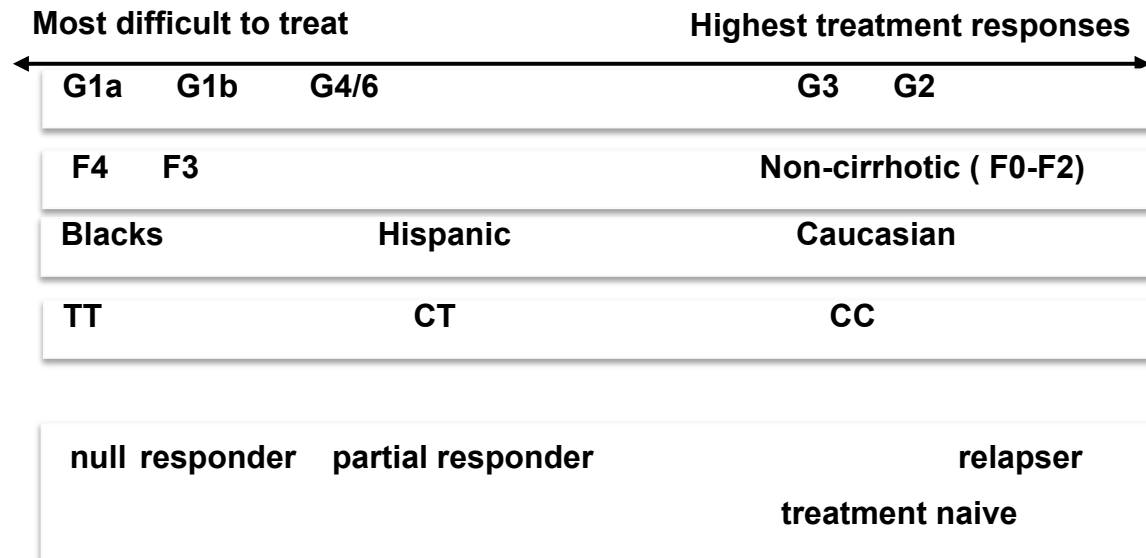 Most difficult to treat Highest treatment responses
G1a G1b G4/6 G3 G2
F4 F3 Non-cirrhotic ( F0-F2)
Blacks Hispanic Caucasian
TT CT CC
null responder partial responder relapser
treatment naive